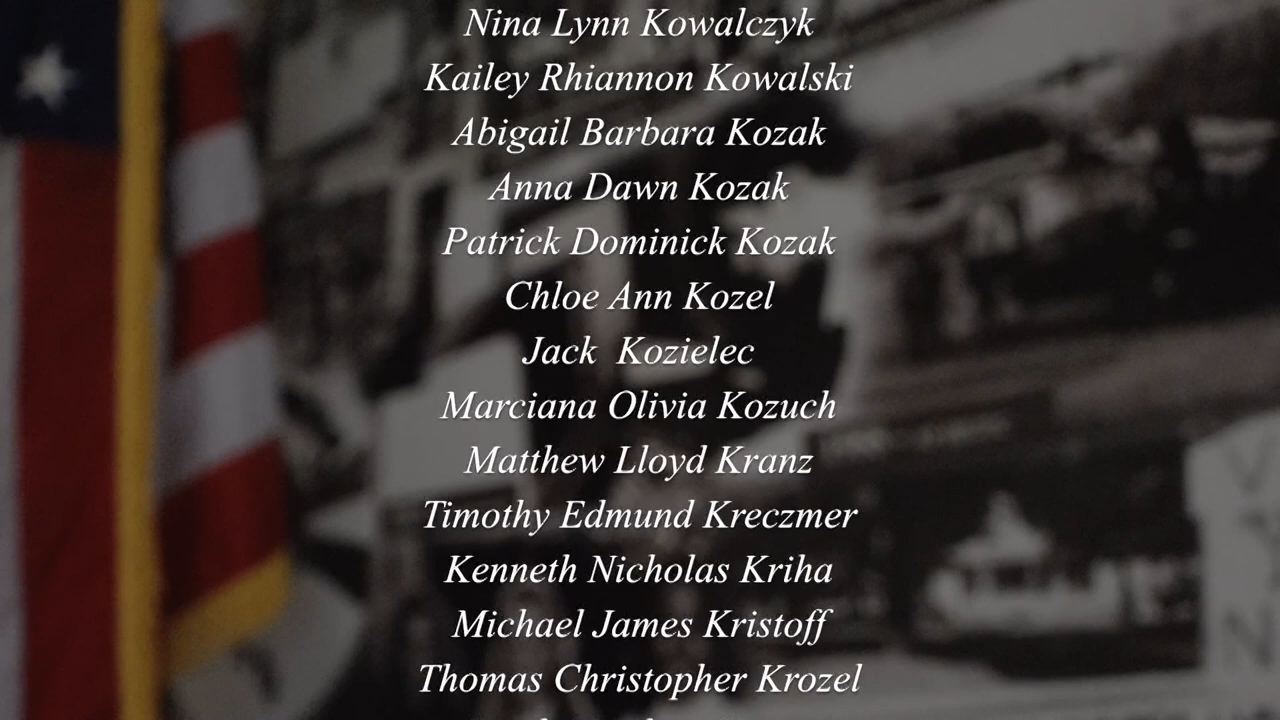 Nina Lynn Kowalczyk
Kailey Rhiannon Kowalski
Abigail Barbara Kozak
Anna Dawn Kozak
Patrick Dominick Kozak
Chloe Ann Kozel
Jack  Kozielec
Marciana Olivia Kozuch
Matthew Lloyd Kranz
Timothy Edmund Kreczmer
Kenneth Nicholas Kriha
Michael James Kristoff
Thomas Christopher Krozel